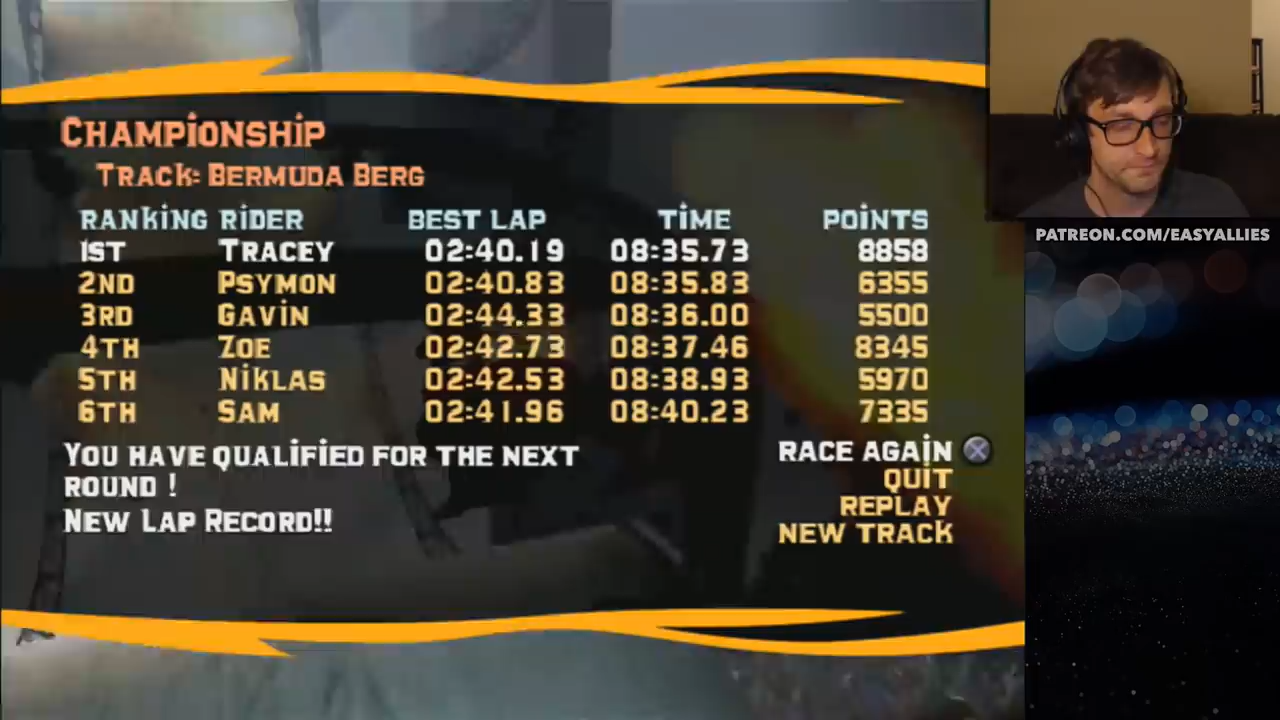 Championship
Track: Bermuda Berg
Ranking Rider Best Lap Time Points
1st Tracey 02:40.19 08:35.73 8858
2nd Psymon 02:40.83 08:35.83 6355
3rd Gavin 02:44.33 08:36.00 5500
4th Zoe 02:42.73 08:37.46 8345
5th Niklas 02:42.53 08:38.93 5970
6th Sam 02:41.96 08:40.23 7335
You have qualified for the next
round !
New Lap Record!!
Race Again
Quit
Replay
New Track
PATREON.COM/EASYALLIES